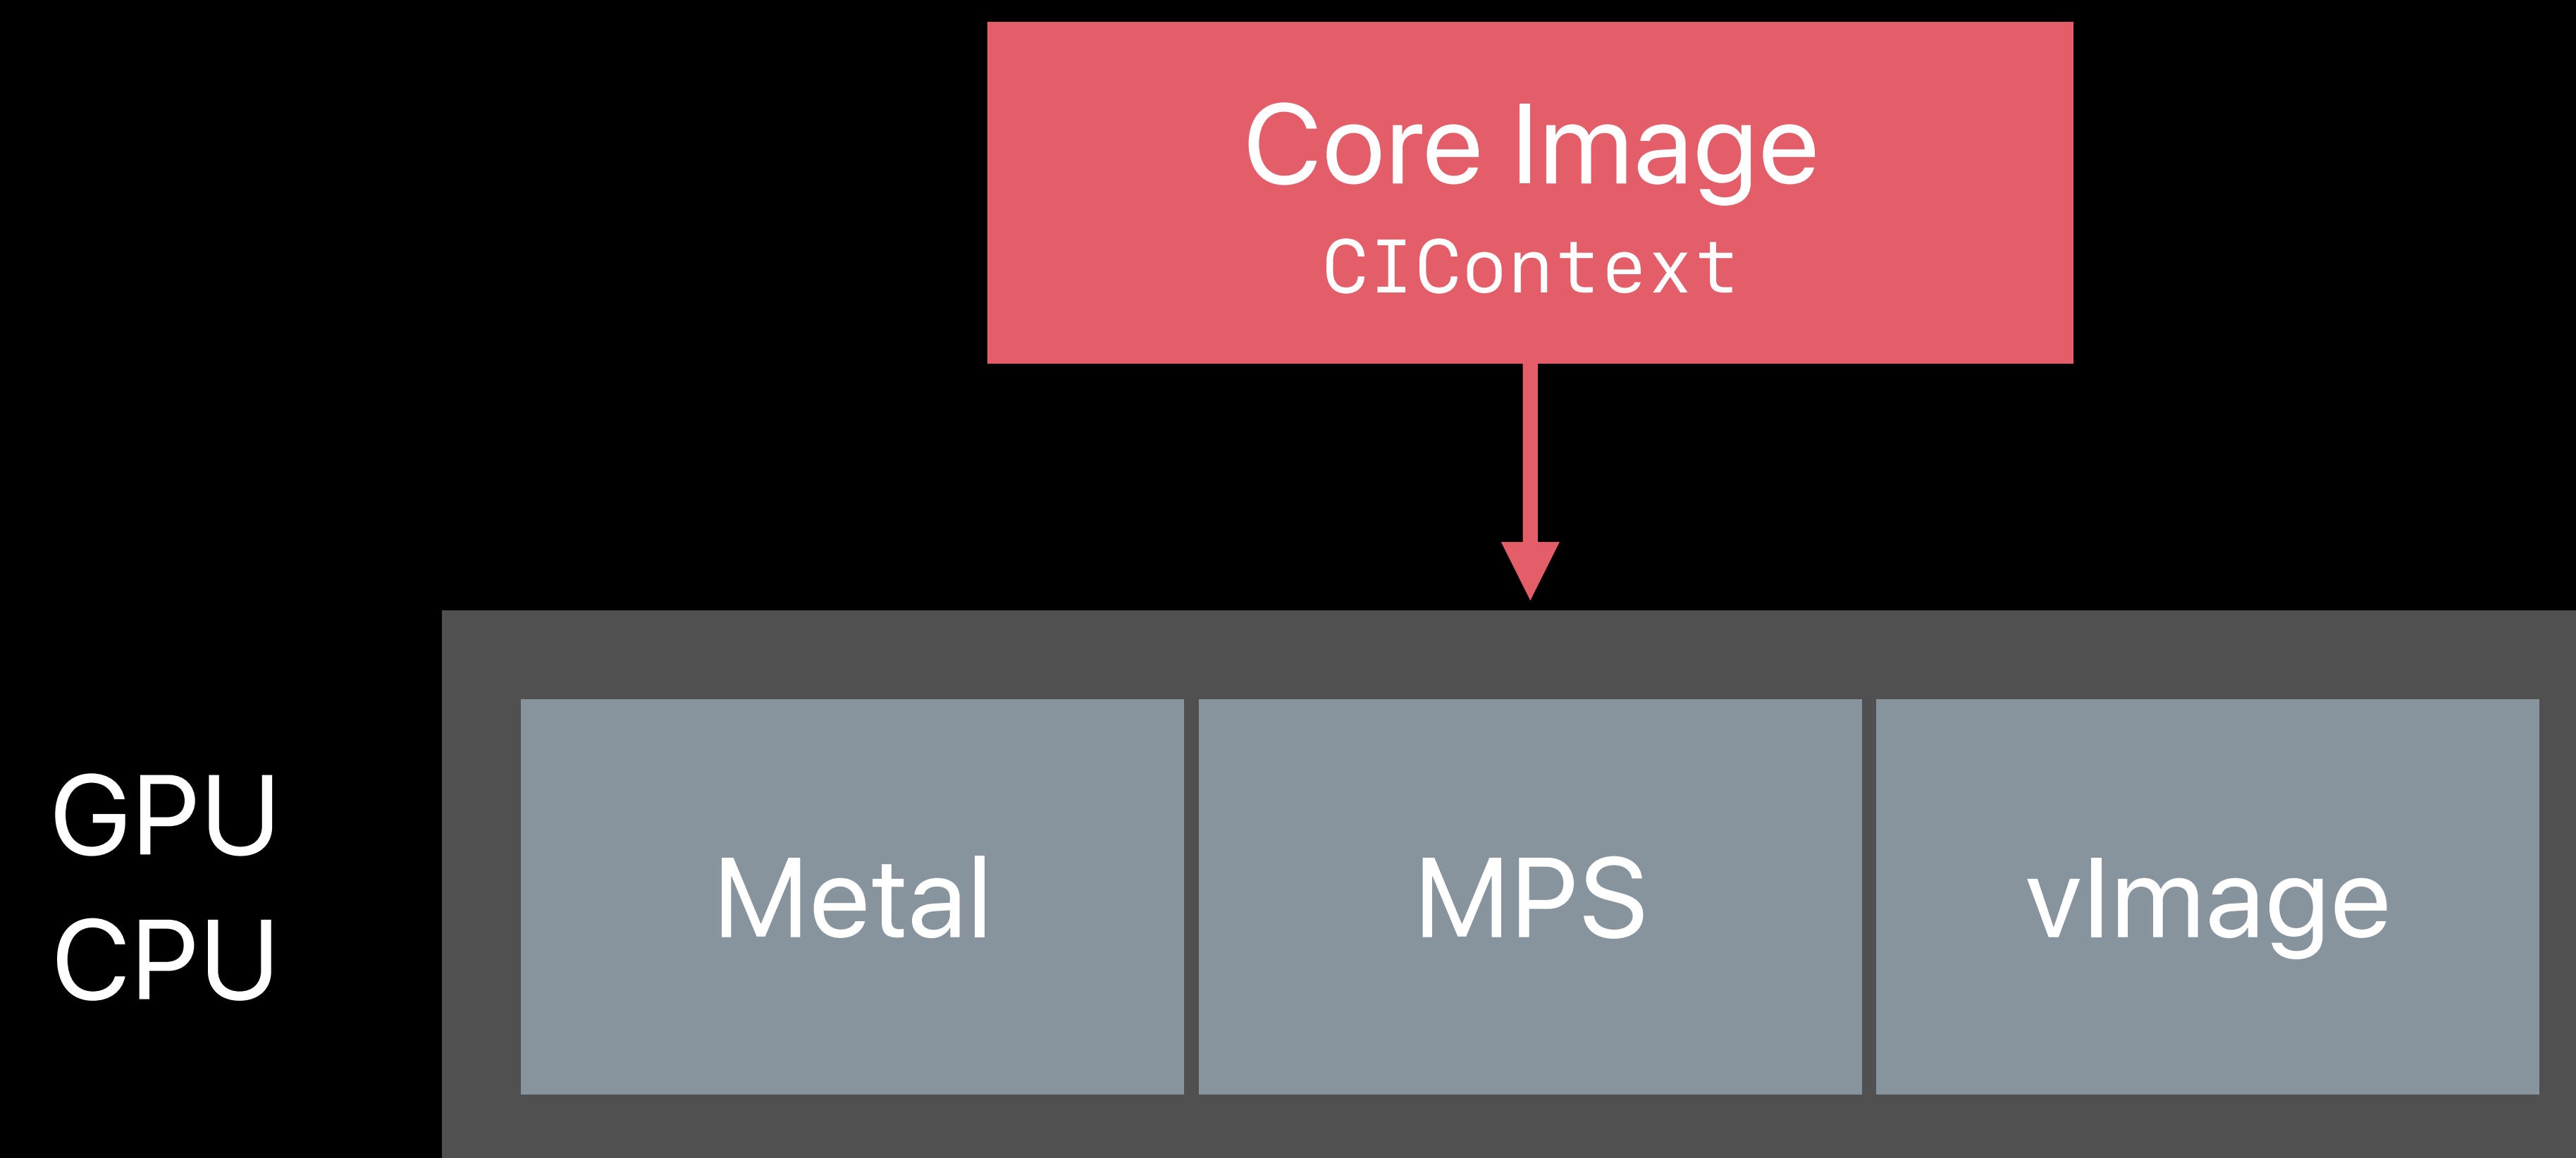 Core Image
CIContext
GPU
CPU
Metal
MPS
vImage